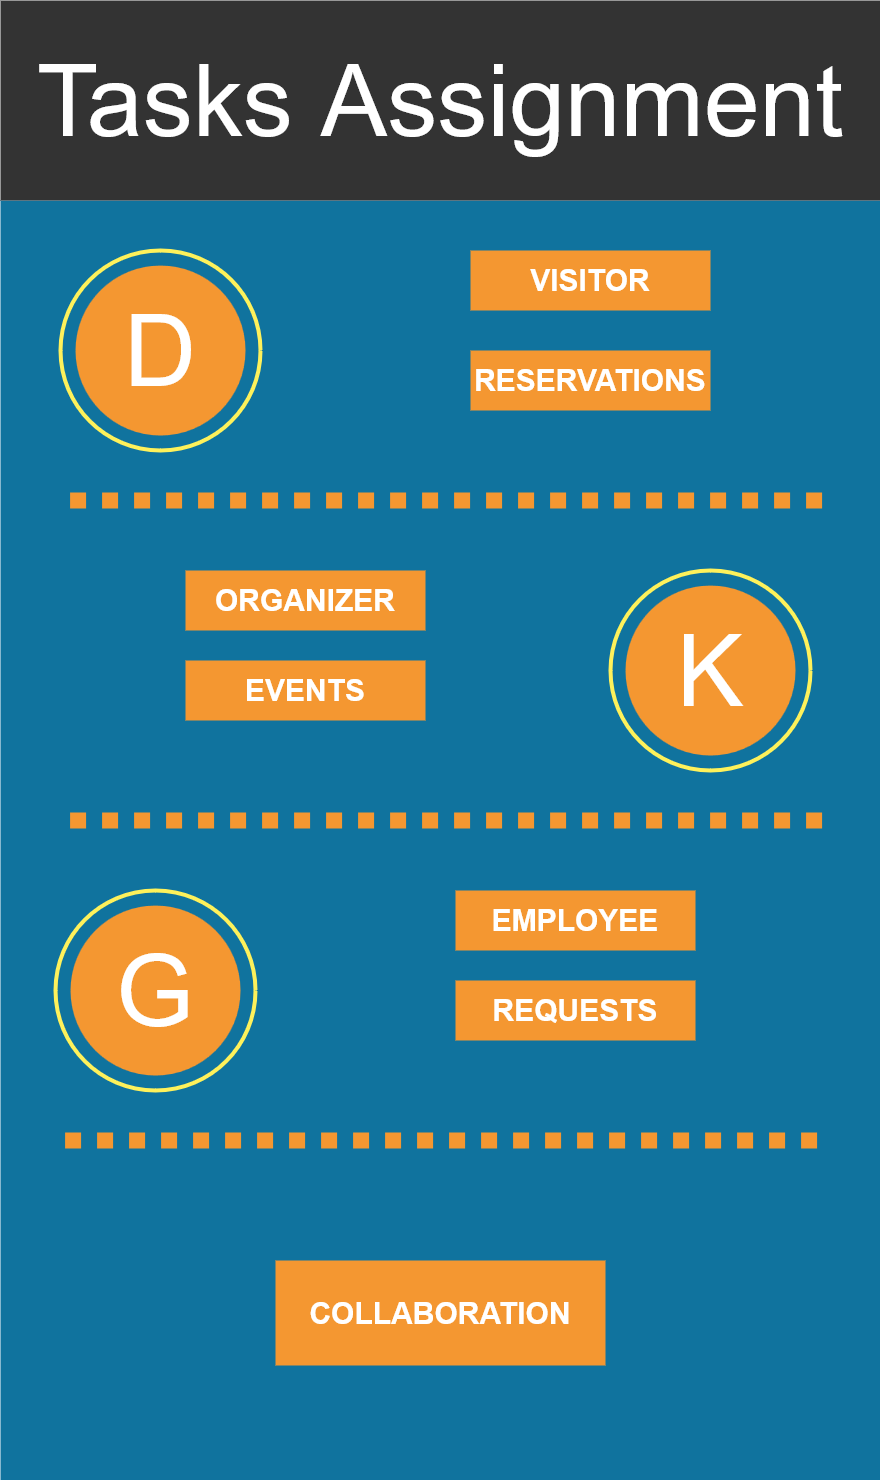 Tasks Assignment
D
VISITOR
RESERVATIONS
ORGANIZER
EVENTS
K
G
EMPLOYEE
REQUESTS
COLLABORATION